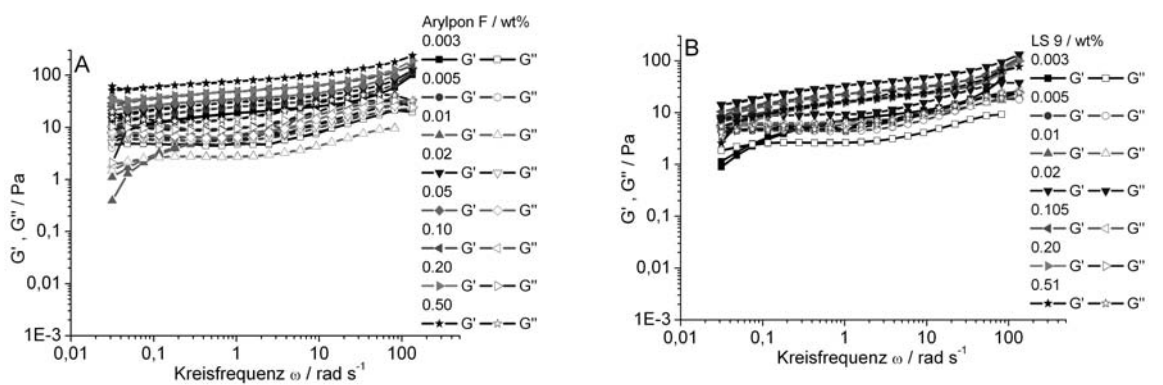 A
G', G" / Pa
100
10
1
0,1
0,01
1E-3
0,01
0,1
1
10
100
Kreisfrequenz ω / rad s⁻¹
Arylpon F / wt%
0.003
G' G"
0.005
G' G"
0.01
G' G"
0.02
G' G"
0.05
G' G"
0.10
G' G"
0.20
G' G"
0.50
G' G"
B
G', G" / Pa
100
10
1
0,1
0,01
1E-3
0,01
0,1
1
10
100
Kreisfrequenz ω / rad s⁻¹
LS 9 / wt%
0.003
G' G"
0.005
G' G"
0.01
G' G"
0.02
G' G"
0.105
G' G"
0.20
G' G"
0.51
G' G"